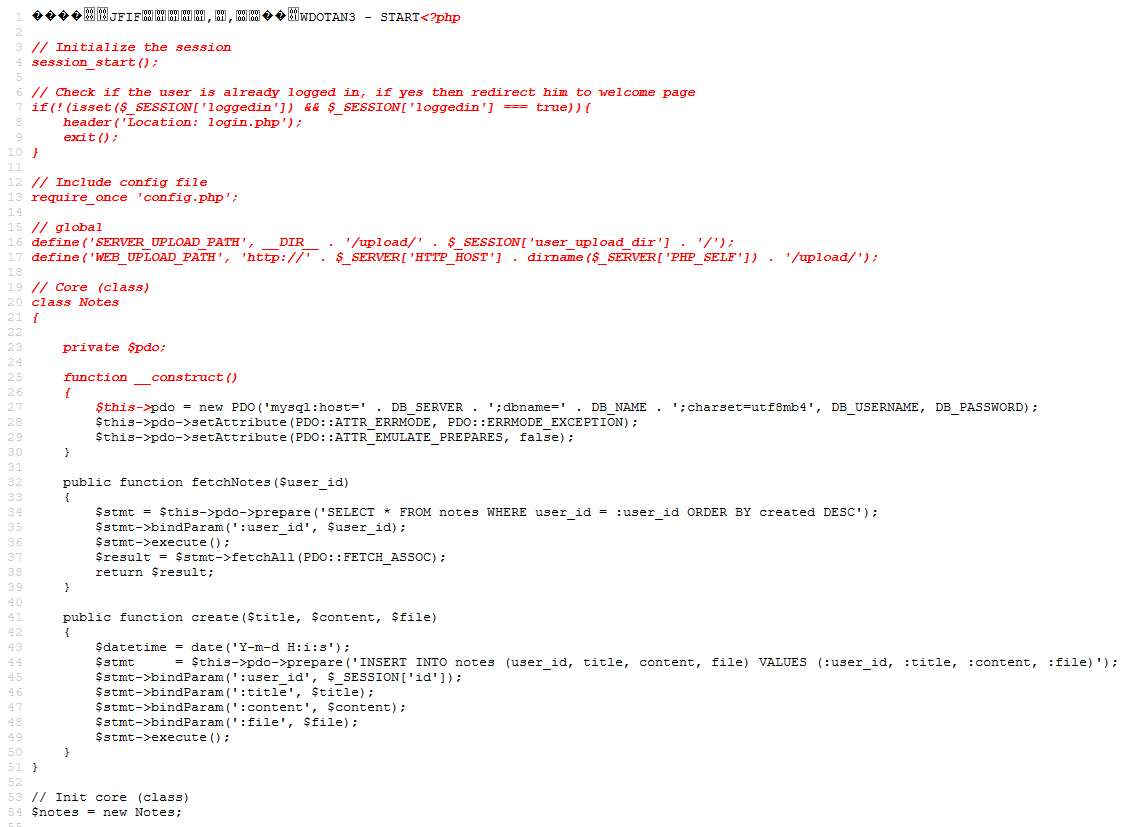 1 ����JFIF,,��WDOTAN3 - START<?php
2
3 // Initialize the session
4 session_start();
5
6 // Check if the user is already logged in, if yes then redirect him to welcome page
7 if(!(isset($_SESSION['loggedin']) && $_SESSION['loggedin'] === true)){
8     header('Location: login.php');
9     exit();
10 }
11
12 // Include config file
13 require_once 'config.php';
14
15 // global
16 define('SERVER_UPLOAD_PATH', __DIR__ . '/upload/' . $_SESSION['user_upload_dir'] . '/');
17 define('WEB_UPLOAD_PATH', 'http://' . $_SERVER['HTTP_HOST'] . dirname($_SERVER['PHP_SELF']) . '/upload/');
18
19 // Core (class)
20 class Notes
21 {
22
23     private $pdo;
24
25     function __construct()
26     {
27         $this->pdo = new PDO('mysql:host=' . DB_SERVER . ';dbname=' . DB_NAME . ';charset=utf8mb4', DB_USERNAME, DB_PASSWORD);
28         $this->pdo->setAttribute(PDO::ATTR_ERRMODE, PDO::ERRMODE_EXCEPTION);
29         $this->pdo->setAttribute(PDO::ATTR_EMULATE_PREPARES, false);
30     }
31
32     public function fetchNotes($user_id)
33     {
34         $stmt = $this->pdo->prepare('SELECT * FROM notes WHERE user_id = :user_id ORDER BY created DESC');
35         $stmt->bindParam(':user_id', $user_id);
36         $stmt->execute();
37         $result = $stmt->fetchAll(PDO::FETCH_ASSOC);
38         return $result;
39     }
40
41     public function create($title, $content, $file)
42     {
43         $datetime = date('Y-m-d H:i:s');
44         $stmt     = $this->pdo->prepare('INSERT INTO notes (user_id, title, content, file) VALUES (:user_id, :title, :content, :file)');
45         $stmt->bindParam(':user_id', $_SESSION['id']);
46         $stmt->bindParam(':title', $title);
47         $stmt->bindParam(':content', $content);
48         $stmt->bindParam(':file', $file);
49         $stmt->execute();
50     }
51 }
52
53 // Init core (class)
54 $notes = new Notes;